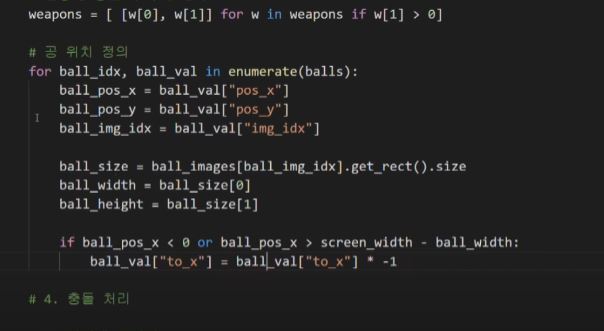 weapons = [ [w[0], w[1]] for w in weapons if w[1] > 0]
# 공 위치 정의
for ball_idx, ball_val in enumerate(balls):
ball_pos_x = ball_val["pos_x"]
ball_pos_y = ball_val["pos_y"]
ball_img_idx = ball_val["img_idx"]
ball_size = ball_images[ball_img_idx].get_rect().size
ball_width = ball_size[0]
ball_height = ball_size[1]
if ball_pos_x < 0 or ball_pos_x > screen_width - ball_width:
ball_val["to_x"] = ball_val["to_x"] * -1
# 4. 충돌 처리